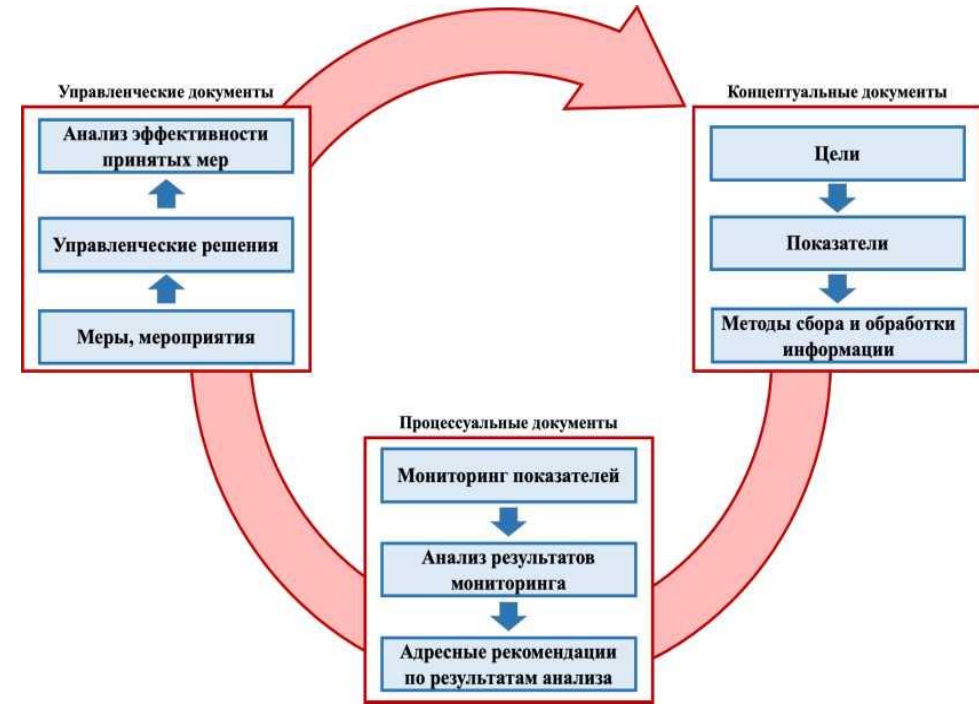 Управленческие документы
Анализ эффективности
принятых мер
Управленческие решения
Меры, мероприятия
Концептуальные документы
Цели
Показатели
Методы сбора и обработки
информации
Процессуальные документы
Мониторинг показателей
Анализ результатов
мониторинга
Адресные рекомендации
по результатам анализа